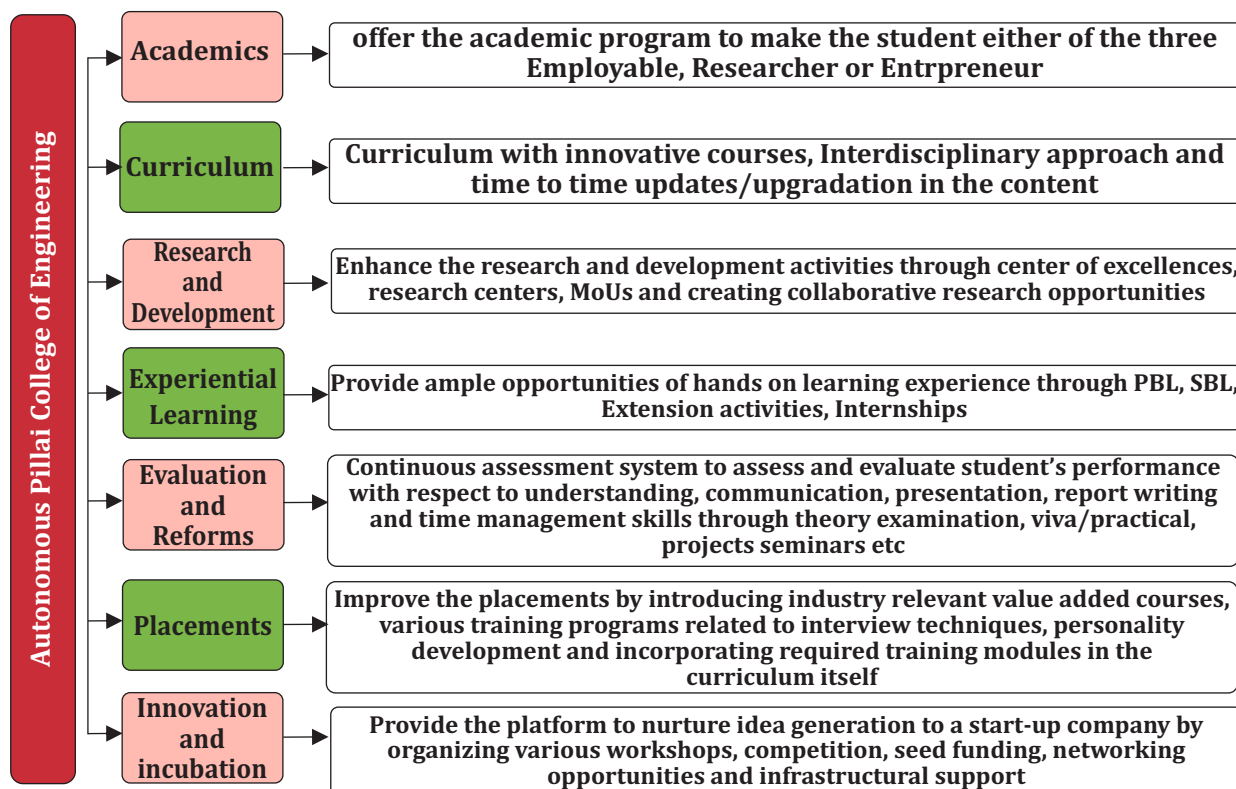 Autonomous Pillai College of Engineering
Academics
offer the academic program to make the student either of the three
Employable, Researcher or Entrpreneur
Curriculum
Curriculum with innovative courses, Interdisciplinary approach and
time to time updates/upgradation in the content
Research
and
Development
Enhance the research and development activities through center of excellences,
research centers, MoUs and creating collaborative research opportunities
Experiential
Learning
Provide ample opportunities of hands on learning experience through PBL, SBL,
Extension activities, Internships
Evaluation
and
Reforms
Continuous assessment system to assess and evaluate student’s performance
with respect to understanding, communication, presentation, report writing
and time management skills through theory examination, viva/practical,
projects seminars etc
Placements
Improve the placements by introducing industry relevant value added courses,
various training programs related to interview techniques, personality
development and incorporating required training modules in the
curriculum itself
Innovation
and
incubation
Provide the platform to nurture idea generation to a start-up company by
organizing various workshops, competition, seed funding, networking
opportunities and infrastructural support